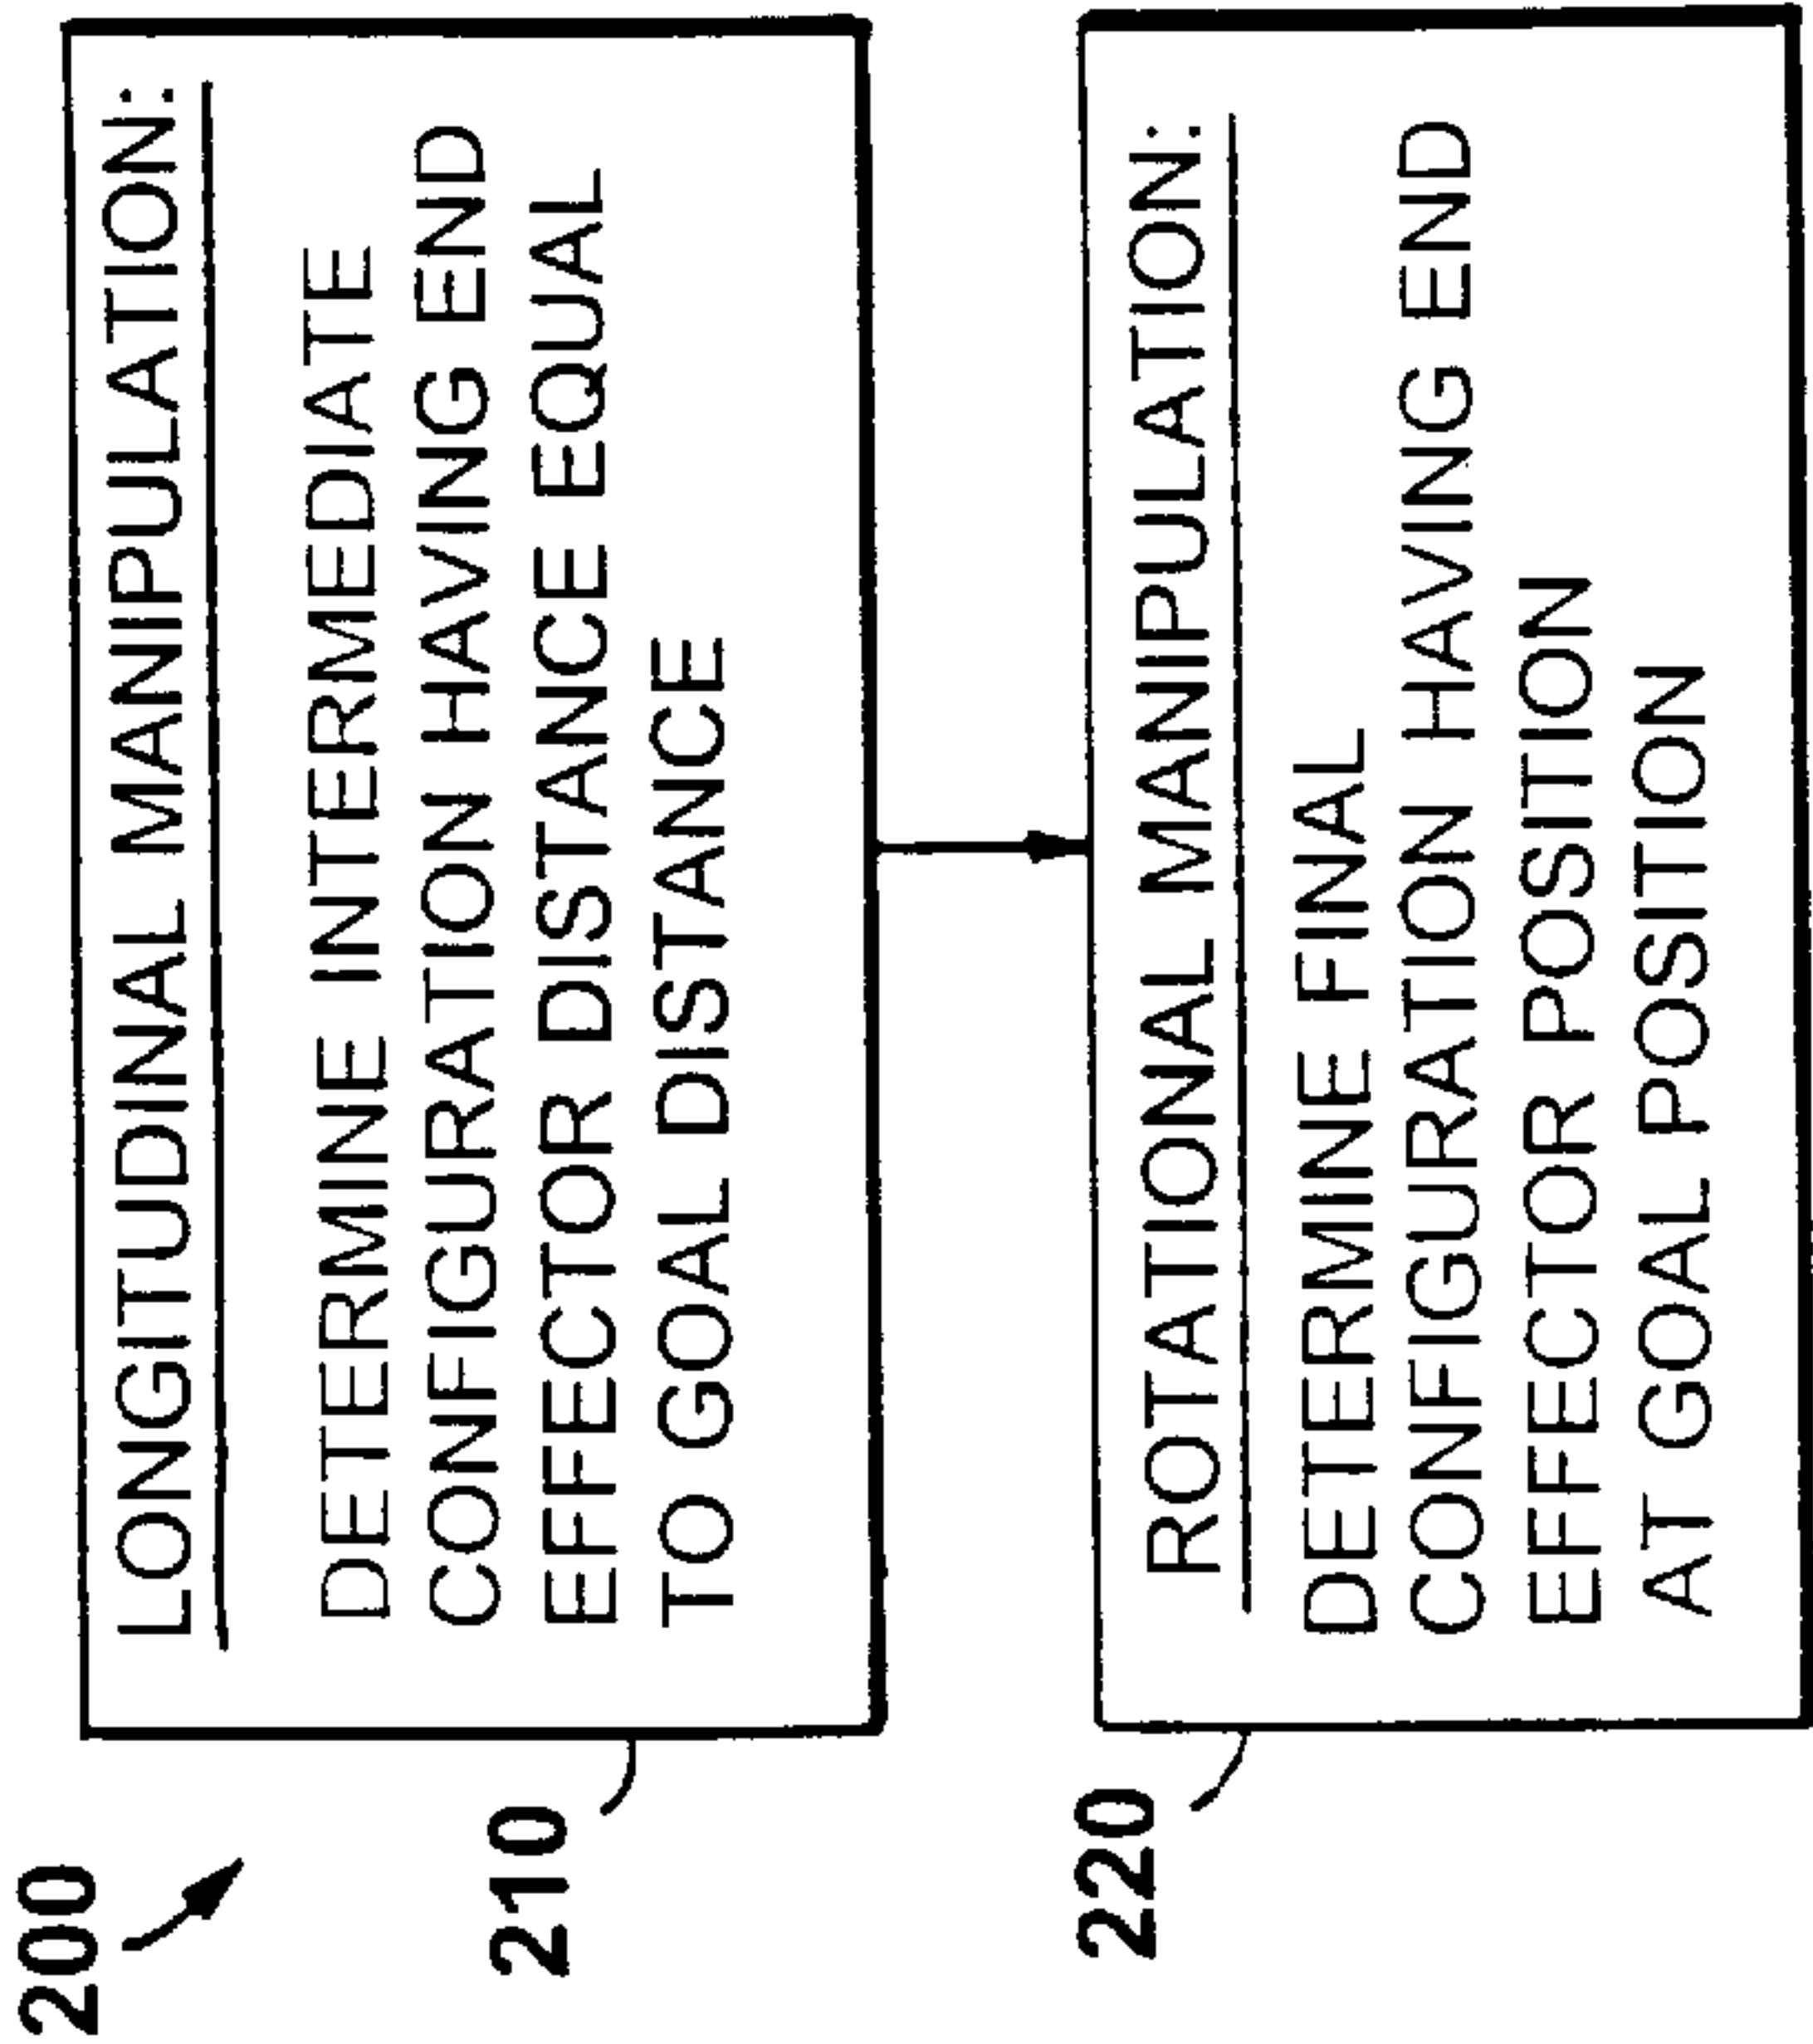 200
LONGITUDINAL MANIPULATION:
DETERMINE INTERMEDIATE
CONFIGURATION HAVING END
EFFECTOR DISTANCE EQUAL
TO GOAL DISTANCE
210
ROTATIONAL MANIPULATION:
DETERMINE FINAL
CONFIGURATION HAVING END
EFFECTOR POSITION
AT GOAL POSITION
220